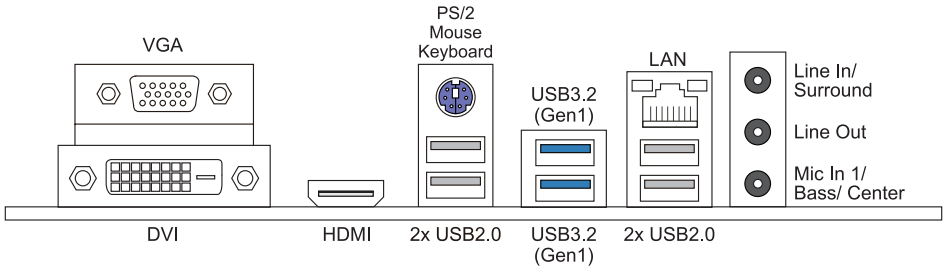 PS/2
Mouse
Keyboard
VGA
LAN
USB3.2
(Gen1)
Line In/
Surround
Line Out
Mic In 1/
Bass/ Center
DVI
HDMI
2x USB2.0
USB3.2
(Gen1)
2x USB2.0